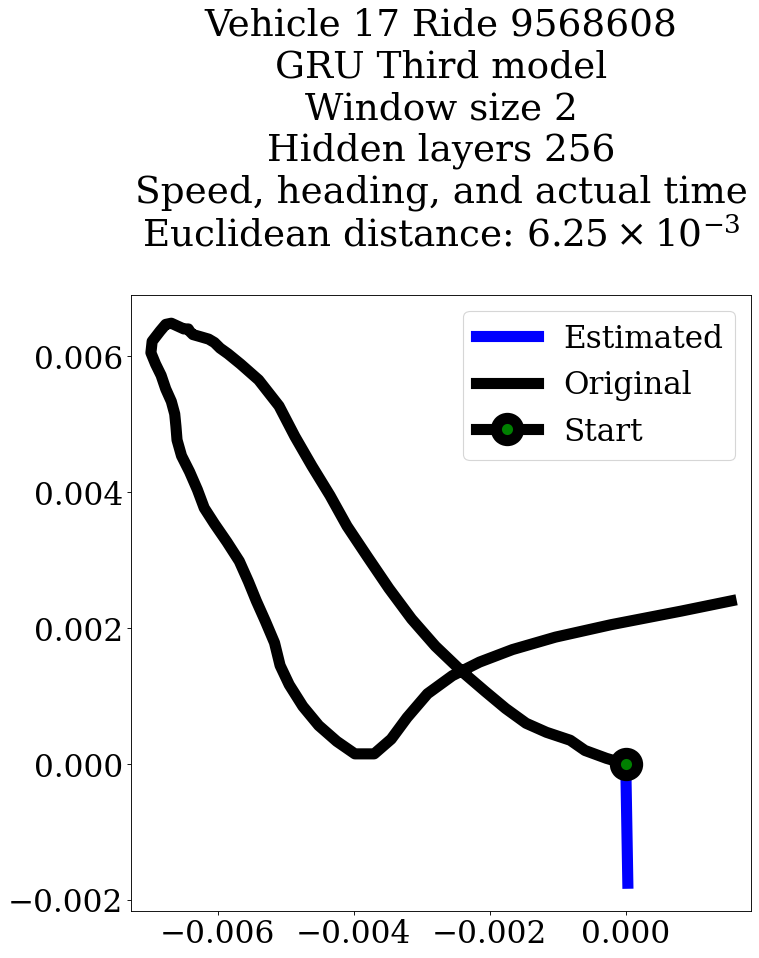 Vehicle 17 Ride 9568608
GRU Third model
Window size 2
Hidden layers 256
Speed, heading, and actual time
Euclidean distance: 6.25 × 10⁻³
Estimated
Original
Start
0.006
0.004
0.002
0.000
−0.002
−0.006 −0.004 −0.002 0.000